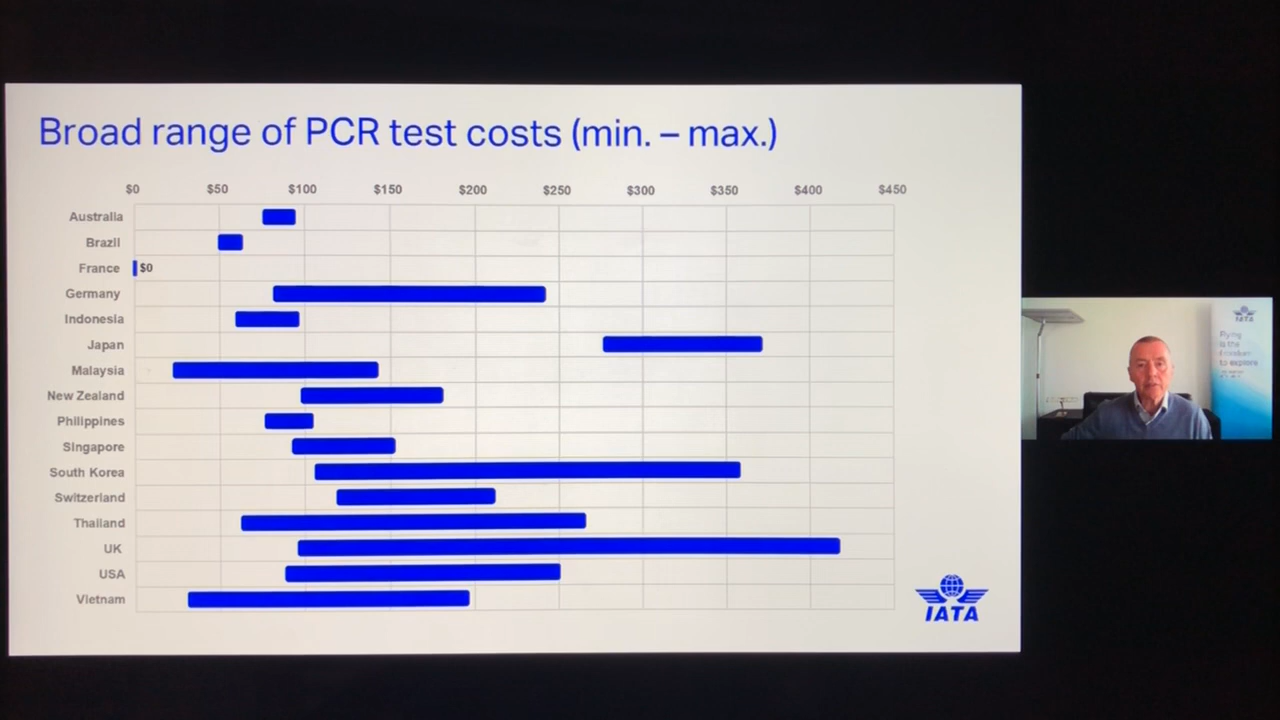 Broad range of PCR test costs (min. – max.)
$0 $50 $100 $150 $200 $250 $300 $350 $400 $450
Australia
Brazil
France $0
Germany
Indonesia
Japan
Malaysia
New Zealand
Philippines
Singapore
South Korea
Switzerland
Thailand
UK
USA
Vietnam
IATA
IATA
Flying
is the
freedom
to explore